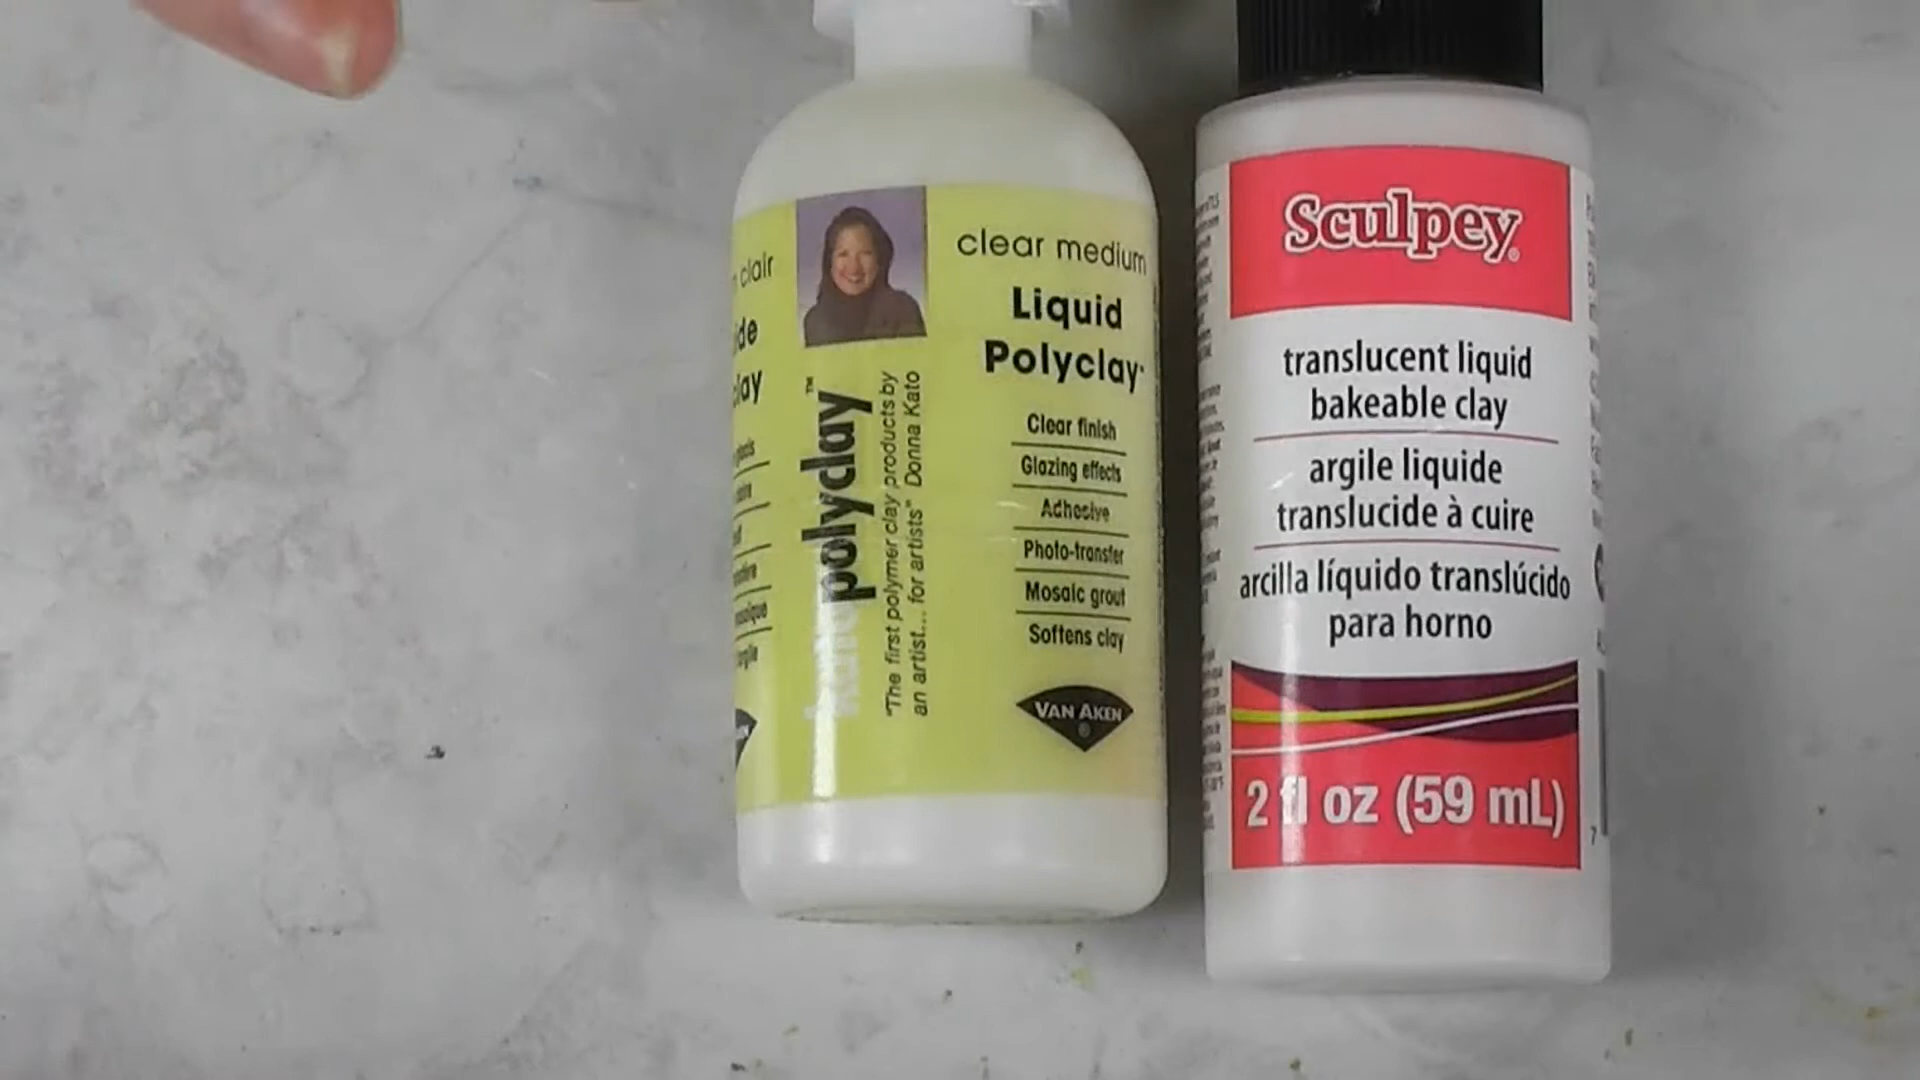 clair
clear medium
Liquid
Polyclay
Clear finish
Glazing effects
Adhesive
Photo-transfer
Mosaic grout
Softens clay
VAN AKEN
®
katopolyclay™
"The first polymer clay products by
an artist... for artists" Donna Kato
Sculpey®
translucent liquid
bakeable clay
argile liquide
translucide à cuire
arcilla líquido translúcido
para horno
2 fl oz (59 mL)